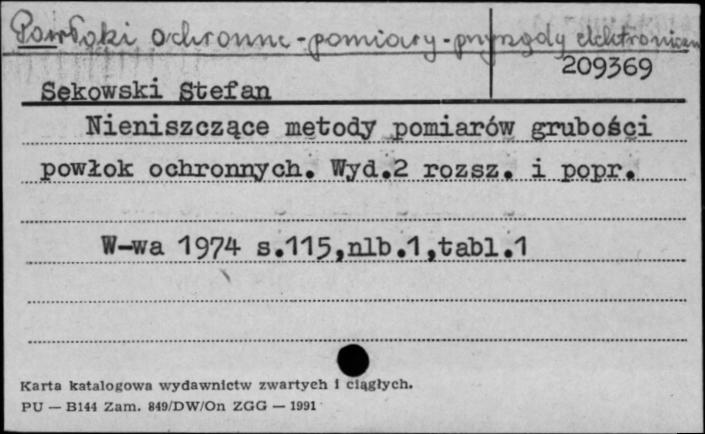 Powłoki ochronne - pomiary - przyrządy elektroniczn
209369
Sękowski Stefan
Nieniszczące metody pomiarów grubości
powłok ochronnych. Wyd.2 rozsz. i popr.
W-wa 1974 s.115,nlb.1,tabl.1
Karta katalogowa wydawnictw zwartych i ciągłych.
PU — B144 Zam. 849/DW/On ZGG — 1991